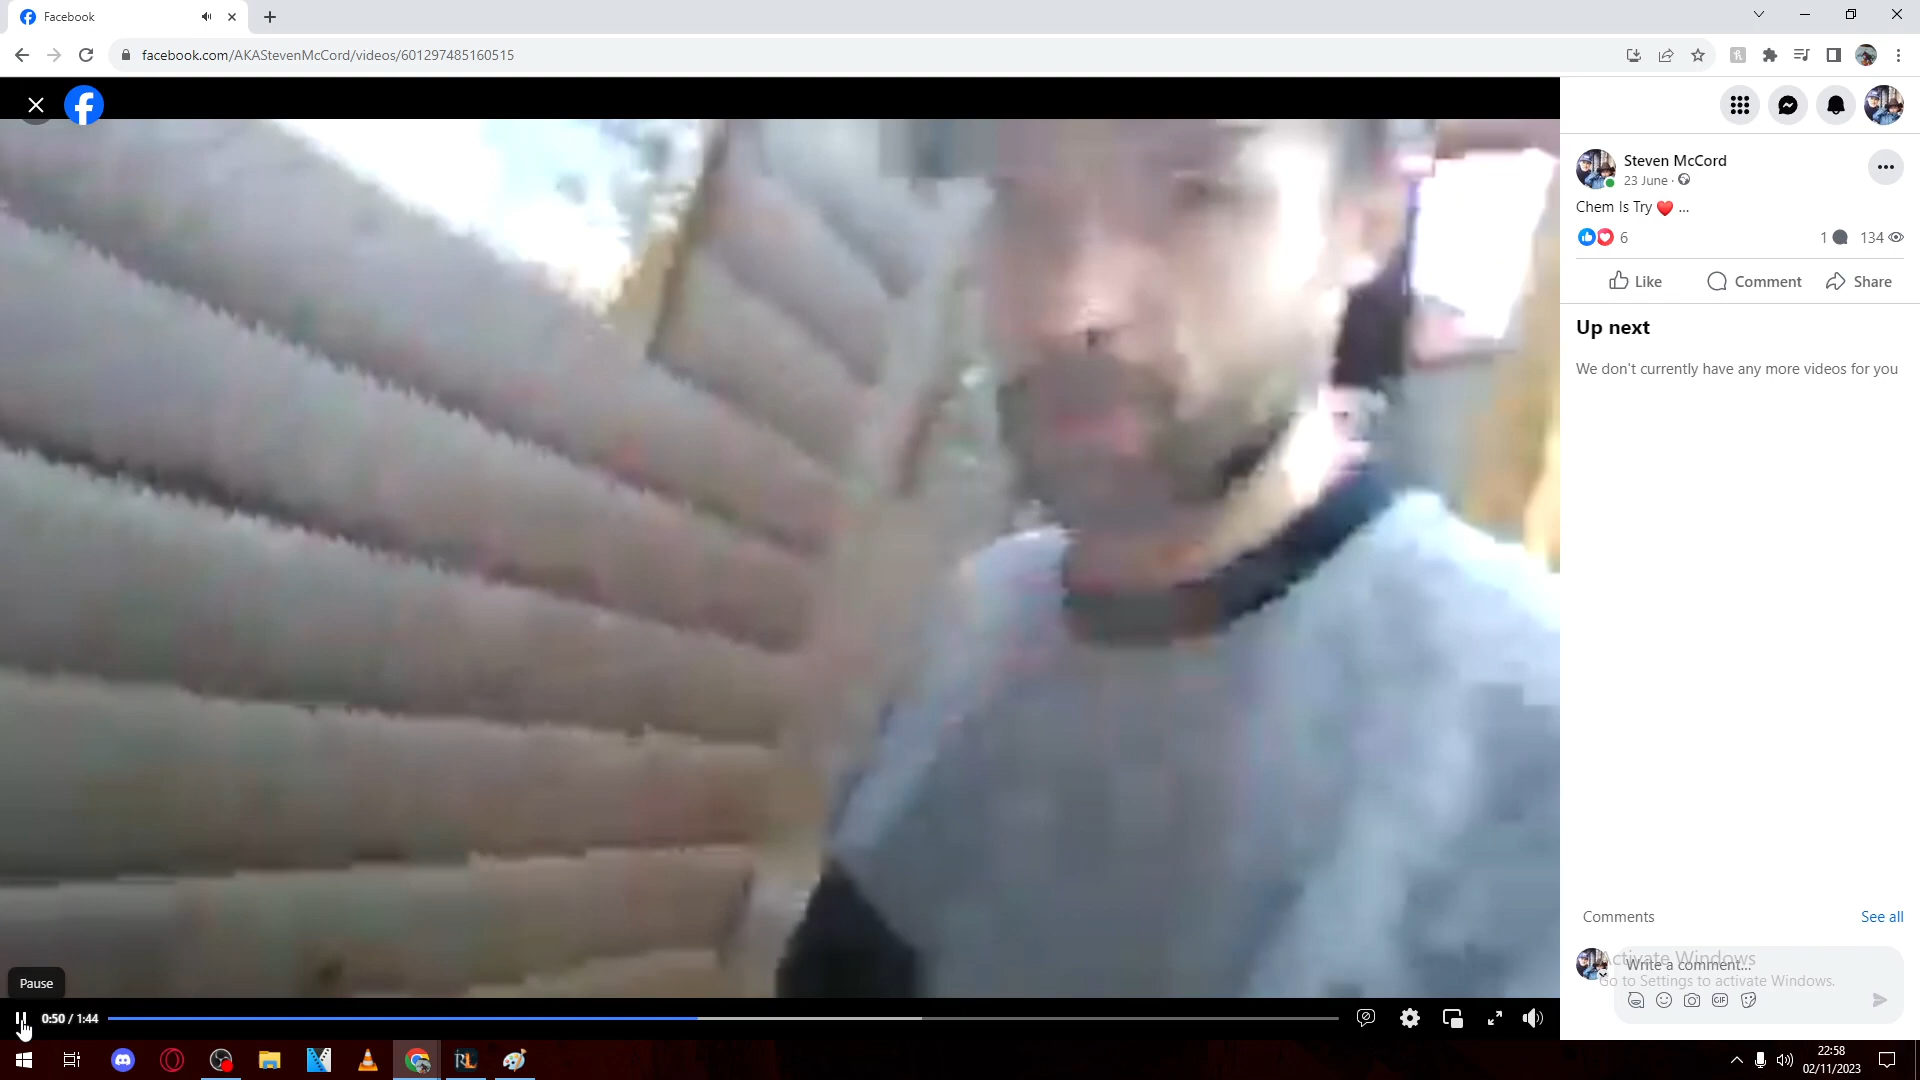 Facebook
facebook.com/AKAStevenMcCord/videos/601297485160515
Steven McCord
23 June ·
Chem Is Try ❤️ ...
6
1
134
Like
Comment
Share
Up next
We don't currently have any more videos for you
Comments
See all
Activate Windows
Write a comment...
Go to Settings to activate Windows.
GIF
Pause
0:50 / 1:44
RL
22:58
02/11/2023